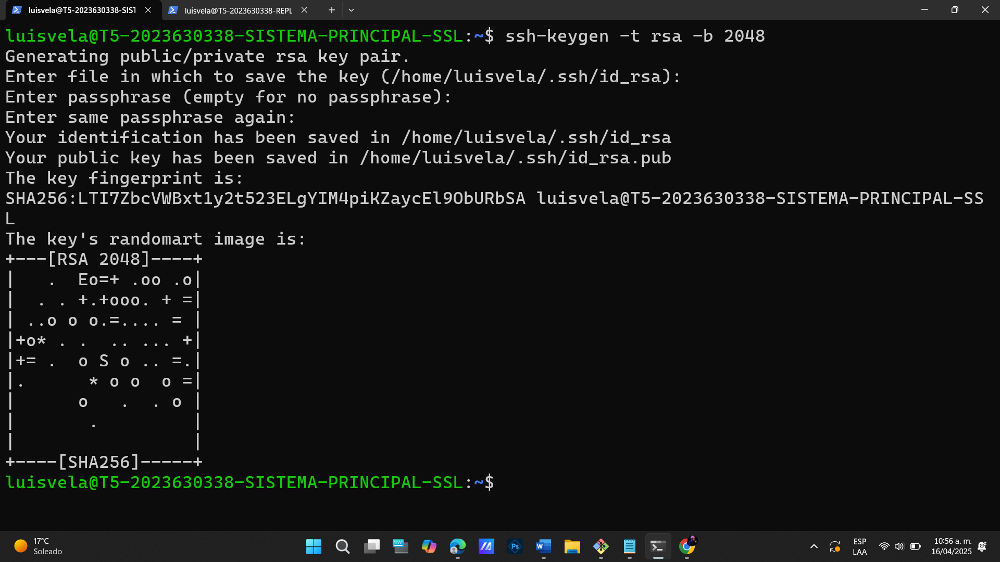 luisvela@T5-2023630338-SIST
luisvela@T5-2023630338-REPL
luisvela@T5-2023630338-SISTEMA-PRINCIPAL-SSL:~$ ssh-keygen -t rsa -b 2048
Generating public/private rsa key pair.
Enter file in which to save the key (/home/luisvela/.ssh/id_rsa):
Enter passphrase (empty for no passphrase):
Enter same passphrase again:
Your identification has been saved in /home/luisvela/.ssh/id_rsa
Your public key has been saved in /home/luisvela/.ssh/id_rsa.pub
The key fingerprint is:
SHA256:LTI7ZbcVWBxt1y2t523ELgYIM4piKZaycEl9ObURbSA luisvela@T5-2023630338-SISTEMA-PRINCIPAL-SS
L
The key's randomart image is:
+---[RSA 2048]----+
|   .  Eo=+ .oo .o|
|  . . +.+ooo. + =|
| ..o o o.=.... = |
|+o* . .  .. ... +|
|+= .  o S o .. =.|
|.      * o o  o =|
|      o   .  . o |
|       .         |
|                 |
+----[SHA256]-----+
luisvela@T5-2023630338-SISTEMA-PRINCIPAL-SSL:~$
17°C
Soleado
Ps
W
ESP
LAA
10:56 a. m.
16/04/2025